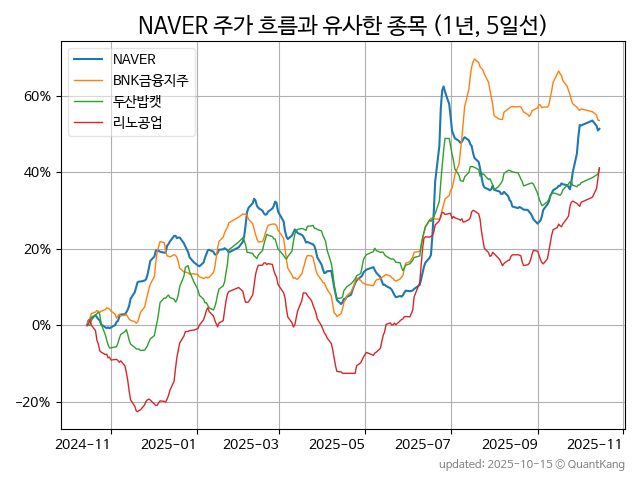 NAVER 주가 흐름과 유사한 종목 (1년, 5일선)
NAVER
BNK금융지주
두산밥캣
리노공업
60%
40%
20%
0%
−20%
2024−11
2025−01
2025−03
2025−05
2025−07
2025−09
2025−11
updated: 2025-10-15 © QuantKang